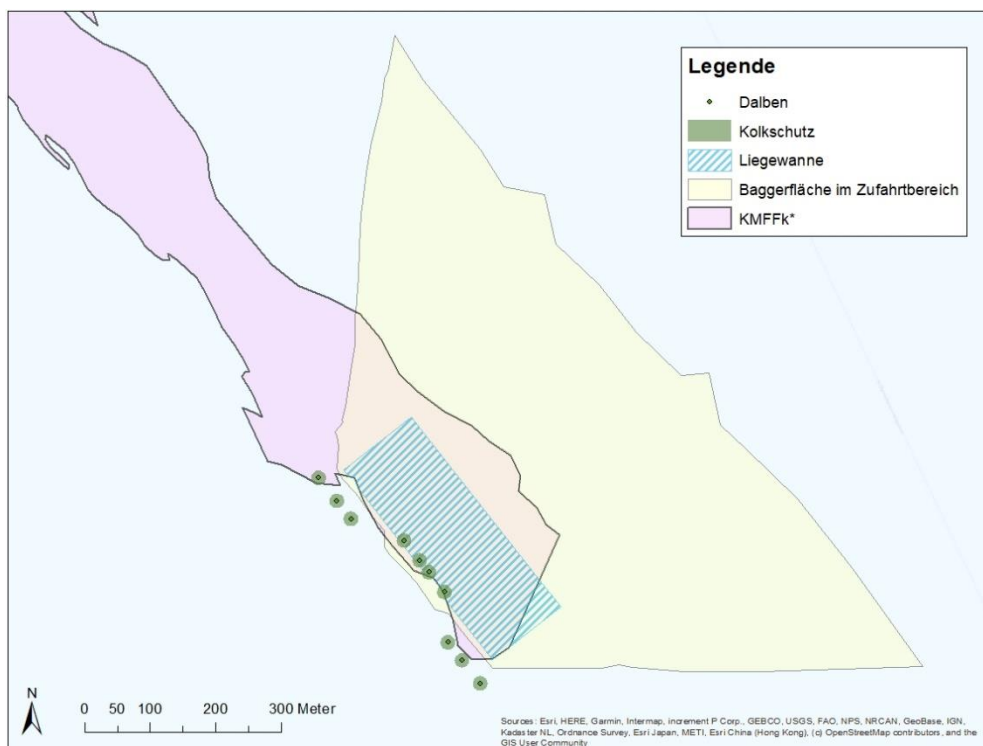 Legende
Dalben
Kolkschutz
Liegewanne
Baggerfläche im Zufahrtbereich
KMFFk*
N
0 50 100 200 300 Meter
Sources: Esri, HERE, Garmin, Intermap, increment P Corp., GEBCO, USGS, FAO, NPS, NRCAN, GeoBase, IGN,
Kadaster NL, Ordnance Survey, Esri Japan, METI, Esri China (Hong Kong), (c) OpenStreetMap contributors, and the
GIS User Community